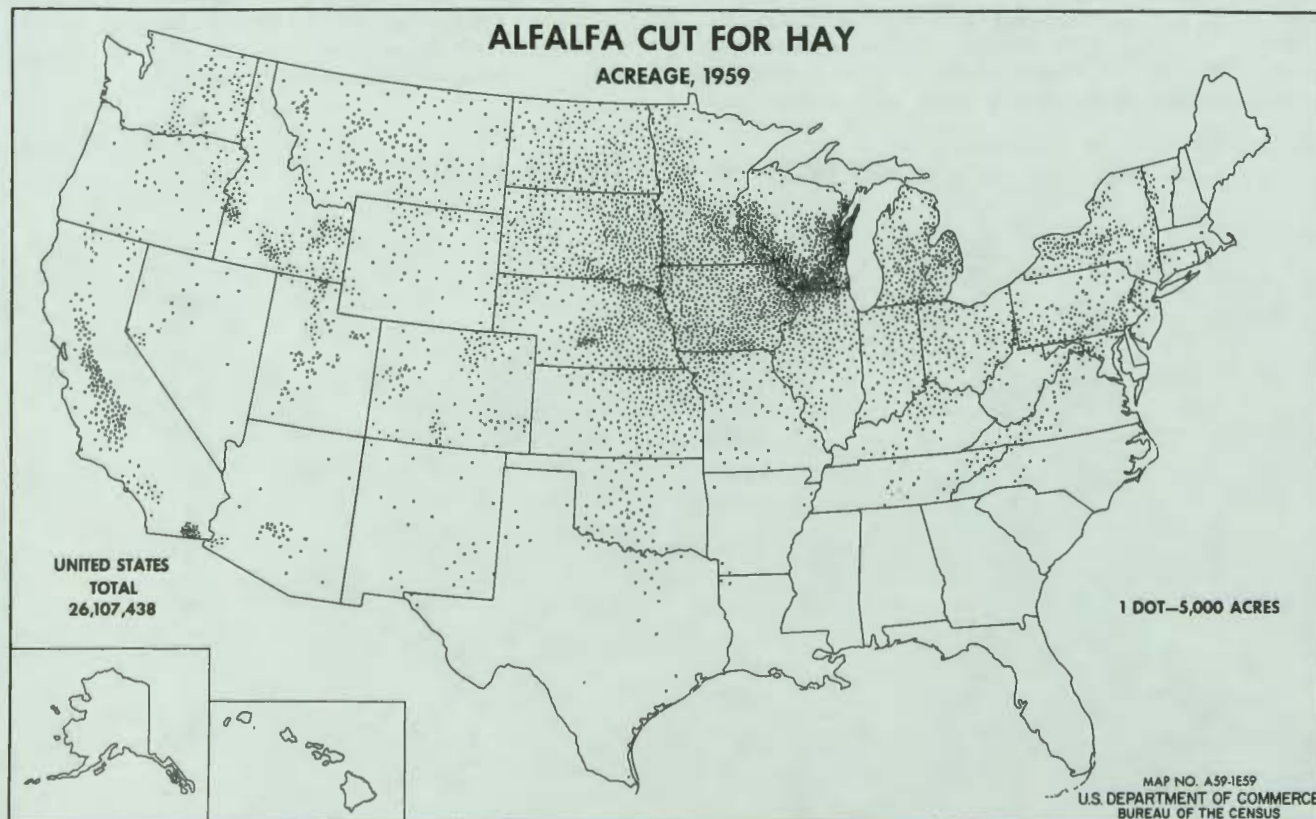 ALFALFA CUT FOR HAY
ACREAGE, 1959
UNITED STATES
TOTAL
26,107,438
1 DOT—5,000 ACRES
MAP NO. A59-1E59
U.S. DEPARTMENT OF COMMERCE
BUREAU OF THE CENSUS